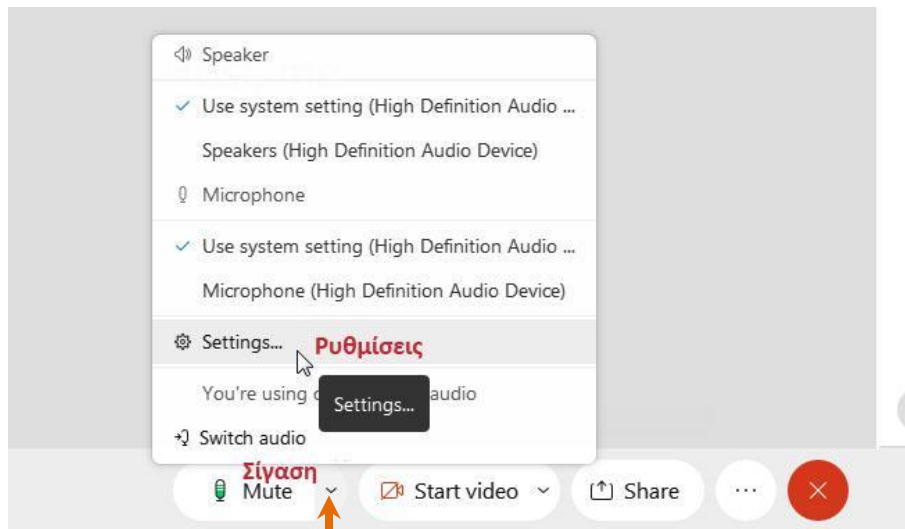 Speaker
Use system setting (High Definition Audio ...
Speakers (High Definition Audio Device)
Microphone
Use system setting (High Definition Audio ...
Microphone (High Definition Audio Device)
Settings... Ρυθμίσεις
You're using audio
Settings...
Switch audio
Σίγαση
Mute Start video Share ...